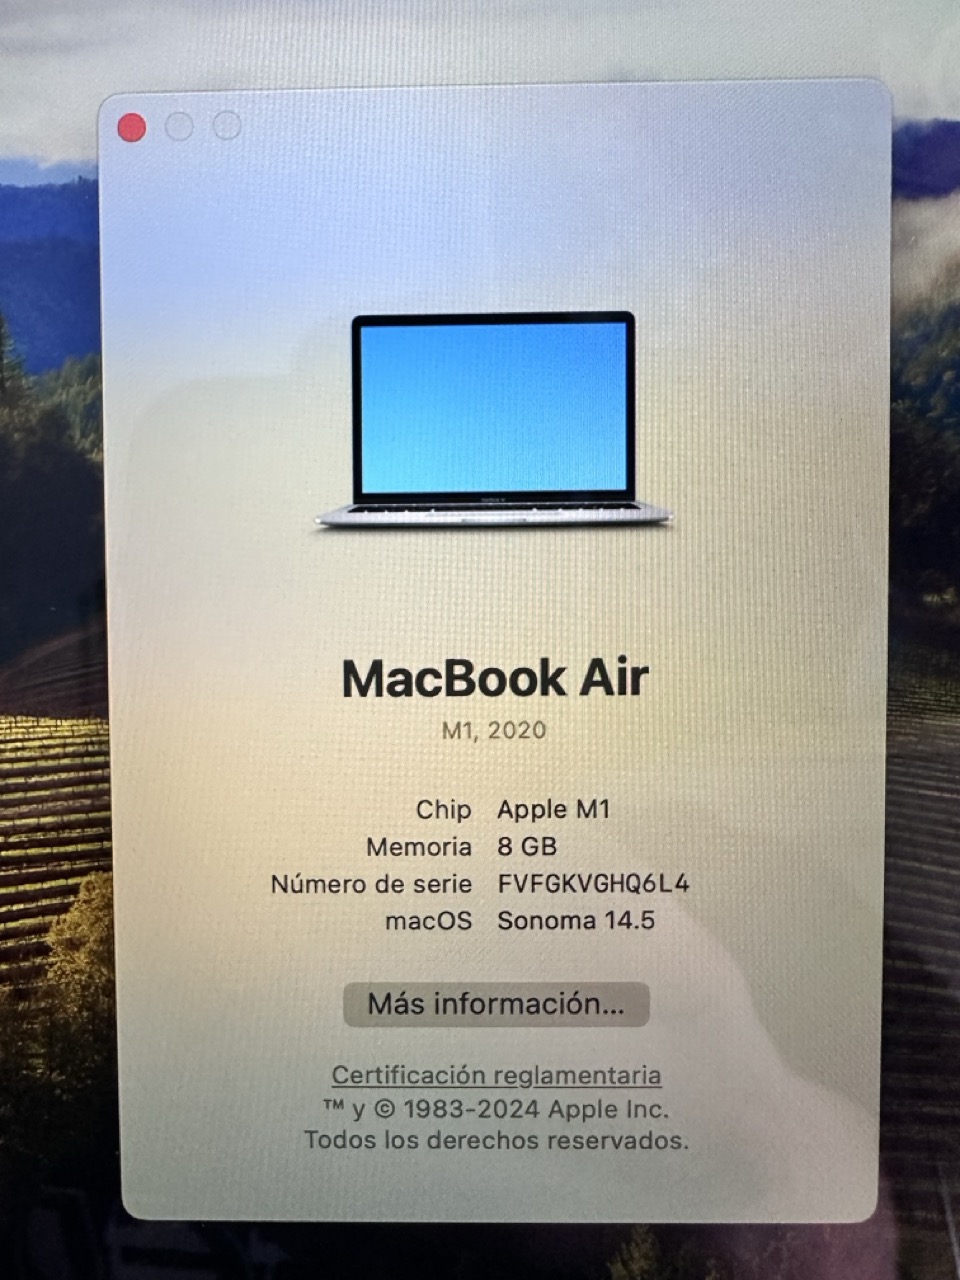 MacBook Air
M1, 2020
Chip Apple M1
Memoria 8 GB
Número de serie FVFGKVGHQ6L4
macOS Sonoma 14.5
Más información...
Certificación reglamentaria
™ y © 1983-2024 Apple Inc.
Todos los derechos reservados.